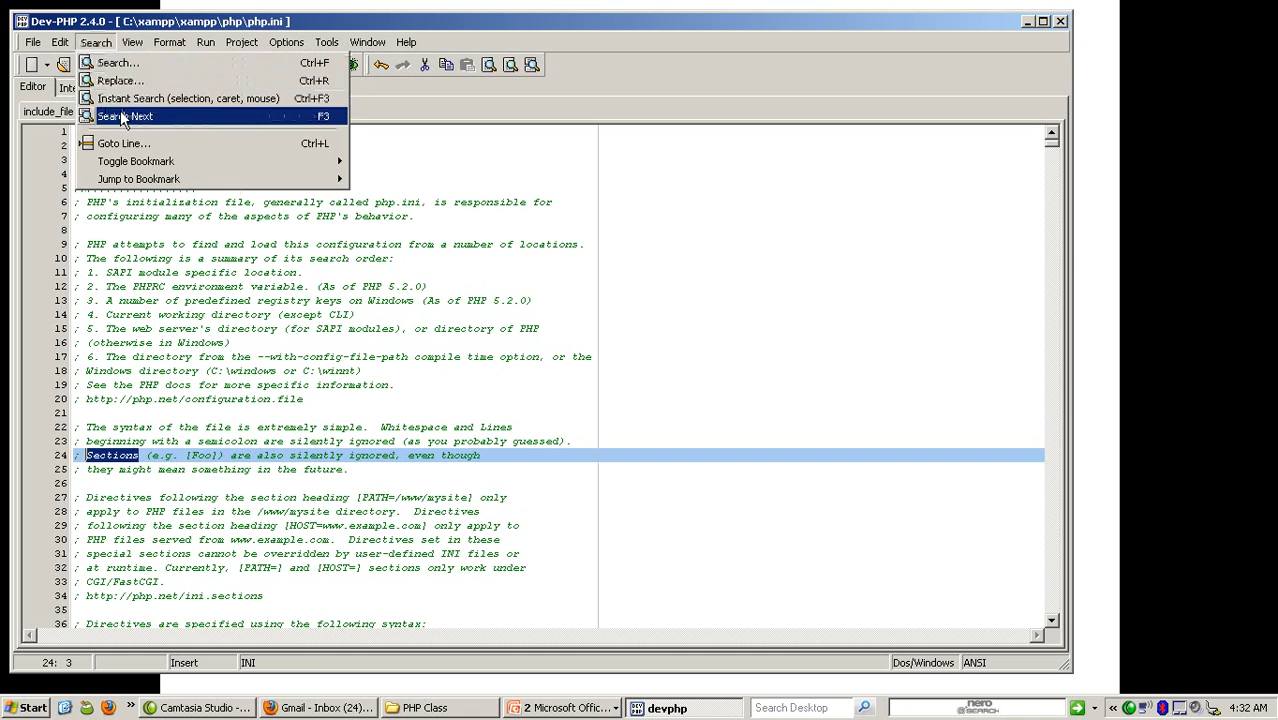 Dev-PHP 2.4.0 - [ C:\xampp\xampp\php\php.ini ]
File Edit Search View Format Run Project Options Tools Window Help
Search... Ctrl+F
Replace... Ctrl+R
Editor
Instant Search (selection, caret, mouse) Ctrl+F3
include_file
Search Next F3
1
Goto Line... Ctrl+L
Toggle Bookmark
Jump to Bookmark
5
6 ; PHP's initialization file, generally called php.ini, is responsible for
7 ; configuring many of the aspects of PHP's behavior.
8
9 ; PHP attempts to find and load this configuration from a number of locations.
10 ; The following is a summary of its search order:
11 ; 1. SAPI module specific location.
12 ; 2. The PHPRC environment variable. (As of PHP 5.2.0)
13 ; 3. A number of predefined registry keys on Windows (As of PHP 5.2.0)
14 ; 4. Current working directory (except CLI)
15 ; 5. The web server's directory (for SAPI modules), or directory of PHP
16 ; (otherwise in Windows)
17 ; 6. The directory from the --with-config-file-path compile time option, or the
18 ; Windows directory (C:\windows or C:\winnt)
19 ; See the PHP docs for more specific information.
20 ; http://php.net/configuration.file
21
22 ; The syntax of the file is extremely simple. Whitespace and Lines
23 ; beginning with a semicolon are silently ignored (as you probably guessed).
24 ; Sections (e.g. [Foo]) are also silently ignored, even though
25 ; they might mean something in the future.
26
27 ; Directives following the section heading [PATH=/www/mysite] only
28 ; apply to PHP files in the /www/mysite directory. Directives
29 ; following the section heading [HOST=www.example.com] only apply to
30 ; PHP files served from www.example.com. Directives set in these
31 ; special sections cannot be overridden by user-defined INI files or
32 ; at runtime. Currently, [PATH=] and [HOST=] sections only work under
33 ; CGI/FastCGI.
34 ; http://php.net/ini.sections
35
36 ; Directives are specified using the following syntax:
24: 3 Insert INI Dos/Windows ANSI
Start Camtasia Studio - ... Gmail - Inbox (24)... PHP Class 2 Microsoft Offic... devphp Search Desktop nero SEARCH 4:32 AM